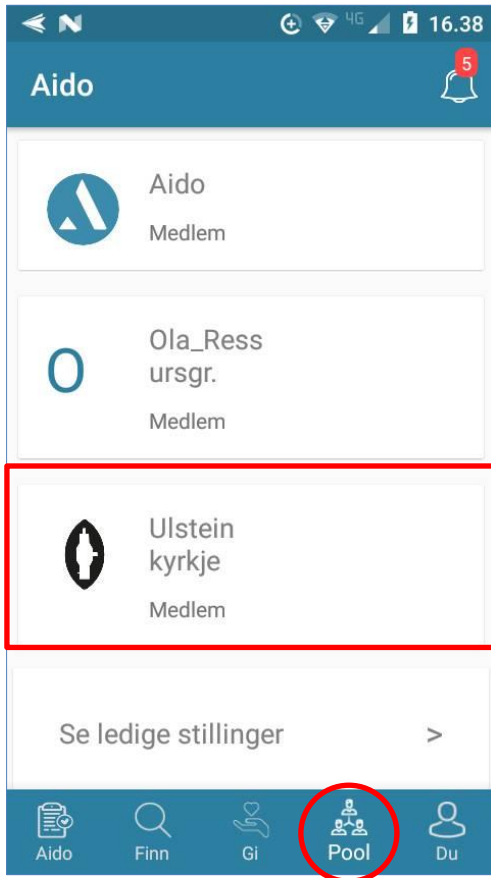 4G 16.38
Aido
5
Aido
Medlem
O
Ola_Ress
ursgr.
Medlem
Ulstein
kyrkje
Medlem
Se ledige stillinger >
Aido Finn Gi Pool Du